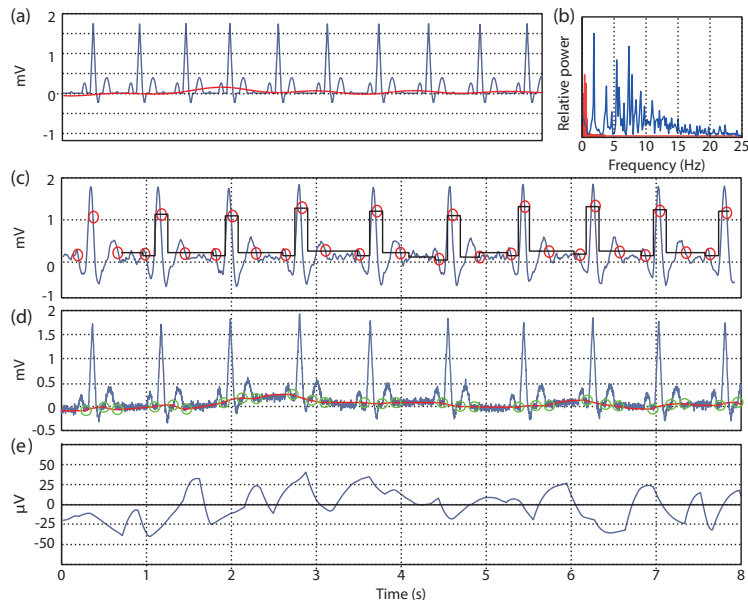 (a)
2
1
0
-1
mV
(b)
Relative power
0 5 10 15 20 25
Frequency (Hz)
(c)
2
1
0
-1
mV
(d)
2
1.5
1
0.5
0
-0.5
mV
(e)
50
25
0
-25
-50
µV
0 1 2 3 4 5 6 7 8
Time (s)